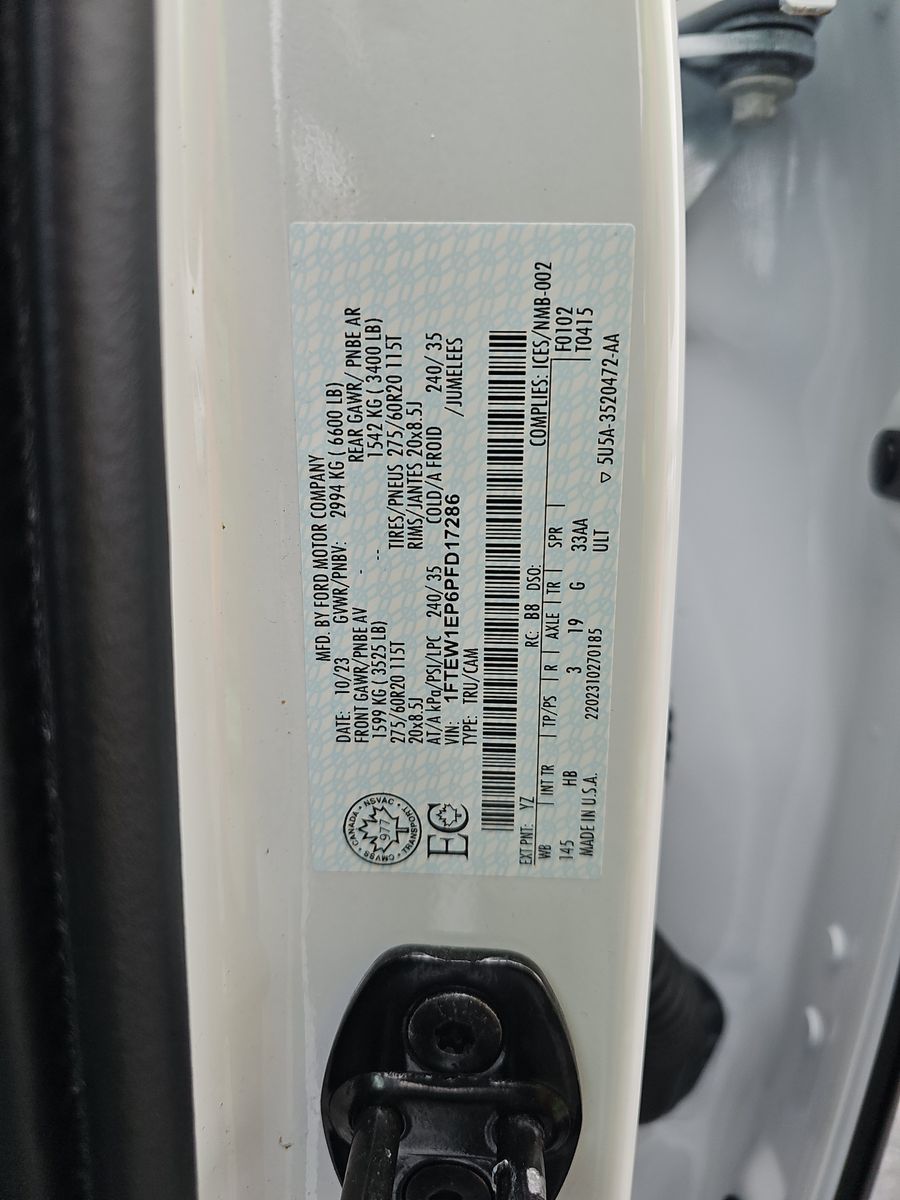 MFD. BY FORD MOTOR COMPANY
DATE: 10/23 GVWR/PNBV: 2994 KG ( 6600 LB)
FRONT GAWR/PNBE AV - -- REAR GAWR/ PNBE AR
1599 KG ( 3525 LB) 1542 KG ( 3400 LB)
275/60R20 115T TIRES/PNEUS 275/60R20 115T
20x8.5J RIMS/JANTES 20x8.5J
AT/A kPa/PSI/LPC 240/ 35 COLD/A FROID 240/ 35
VIN: 1FTEW1EP6PFD17286 /JUMELEES
TYPE: TRU/CAM
CANADA · NSVAC · TRANSPORT · CMVSS
977
EC
EXT PNT: YZ RC: B8 DSO: COMPLIES: ICES/NMB-002
WB INT TR TP/PS R AXLE TR SPR F0102
145 HB 3 19 G 33AA T0415
MADE IN U.S.A. 2202310270185 ULT 5U5A-3520472-AA